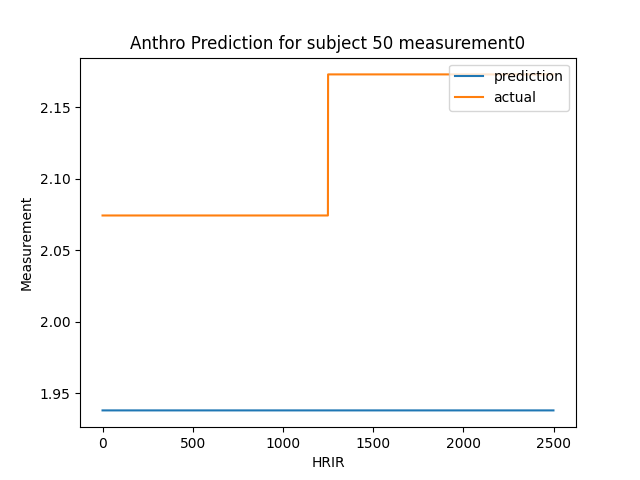 Anthro Prediction for subject 50 measurement0
prediction
actual
2.15
2.10
2.05
2.00
1.95
Measurement
0 500 1000 1500 2000 2500
HRIR